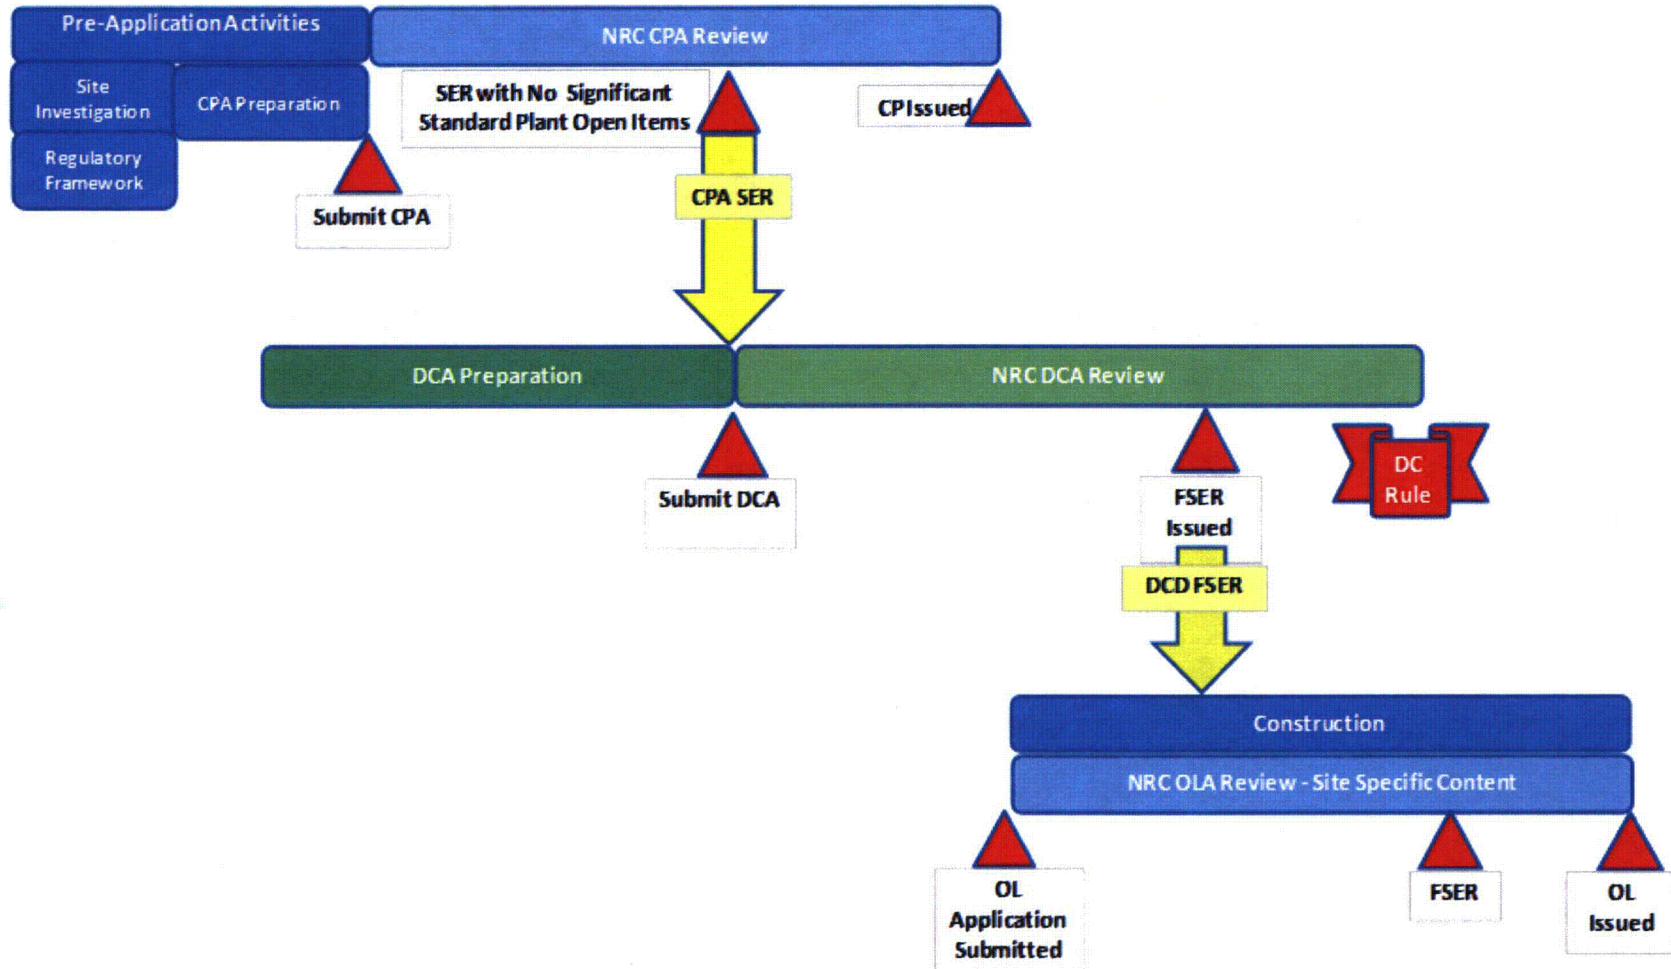 Pre-Application Activities
NRC CPA Review
Site
Investigation
CPA Preparation
Regulatory
Framework
Submit CPA
SER with No Significant
Standard Plant Open Items
CP Issued
CPA SER
DCA Preparation
NRC DCA Review
Submit DCA
FSER
Issued
DC
Rule
DCD FSER
Construction
NRC OLA Review - Site Specific Content
OL
Application
Submitted
FSER
OL
Issued